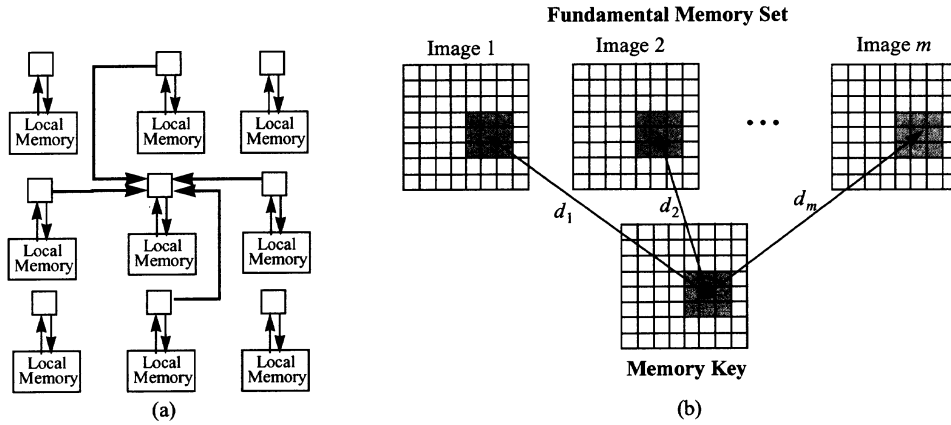 Fundamental Memory Set
Image 1
Image 2
Image m
Local
Memory
Local
Memory
Local
Memory
...
Local
Memory
Local
Memory
Local
Memory
d1
d2
dm
Local
Memory
Local
Memory
Local
Memory
Memory Key
(a)
(b)